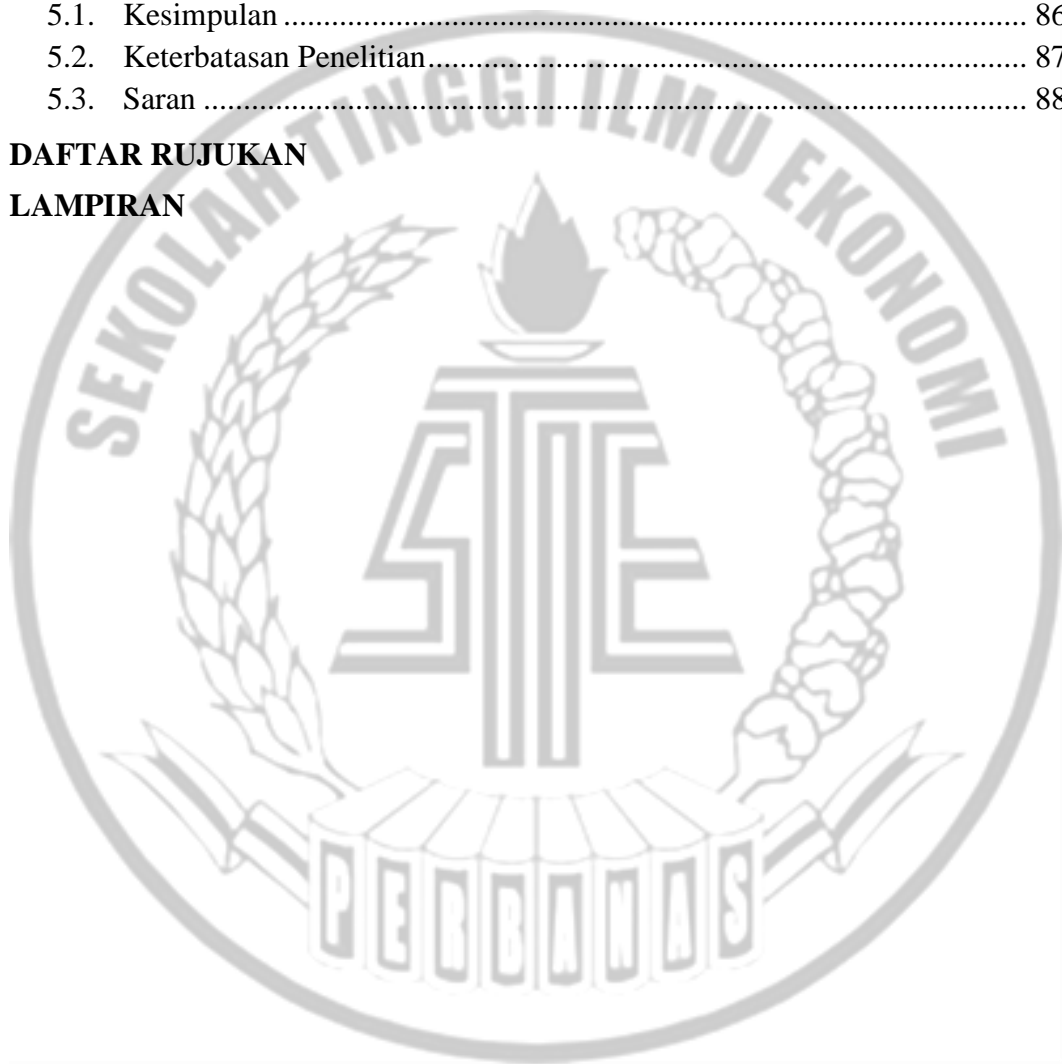 5.1. Kesimpulan ........................................................................................................ 86
5.2. Keterbatasan Penelitian.................................................................................... 87
5.3. Saran ................................................................................................................. 88
DAFTAR RUJUKAN
LAMPIRAN
SEKOLAH TINGGI ILMU EKONOMI
STIE
PERBANAS